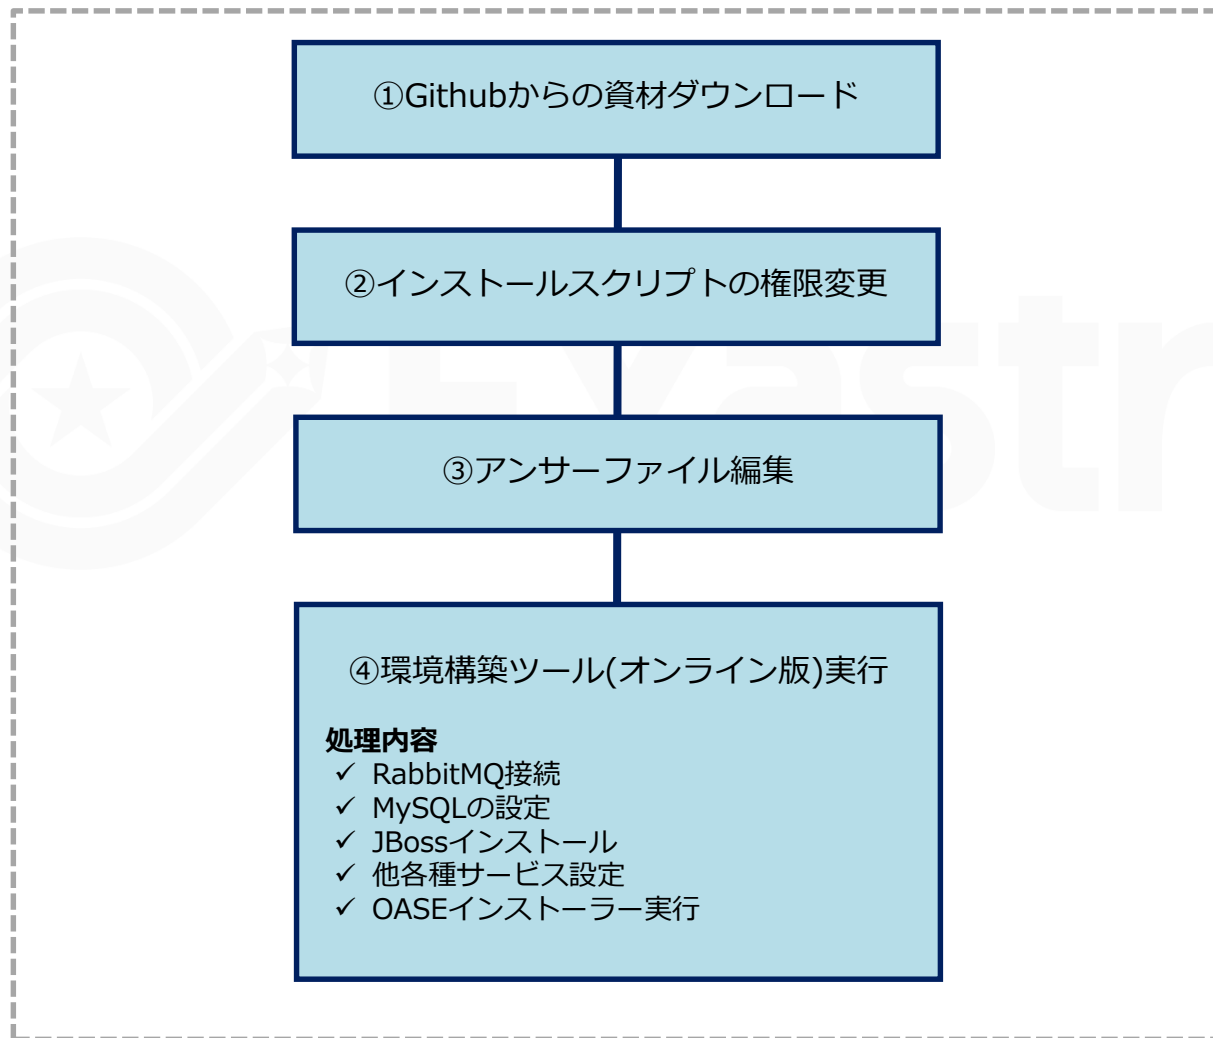 ①Githubからの資材ダウンロード
②インストールスクリプトの権限変更
③アンサーファイル編集
④環境構築ツール(オンライン版)実行
処理内容
✓ RabbitMQ接続
✓ MySQLの設定
✓ JBossインストール
✓ 他各種サービス設定
✓ OASEインストーラー実行
Exastr